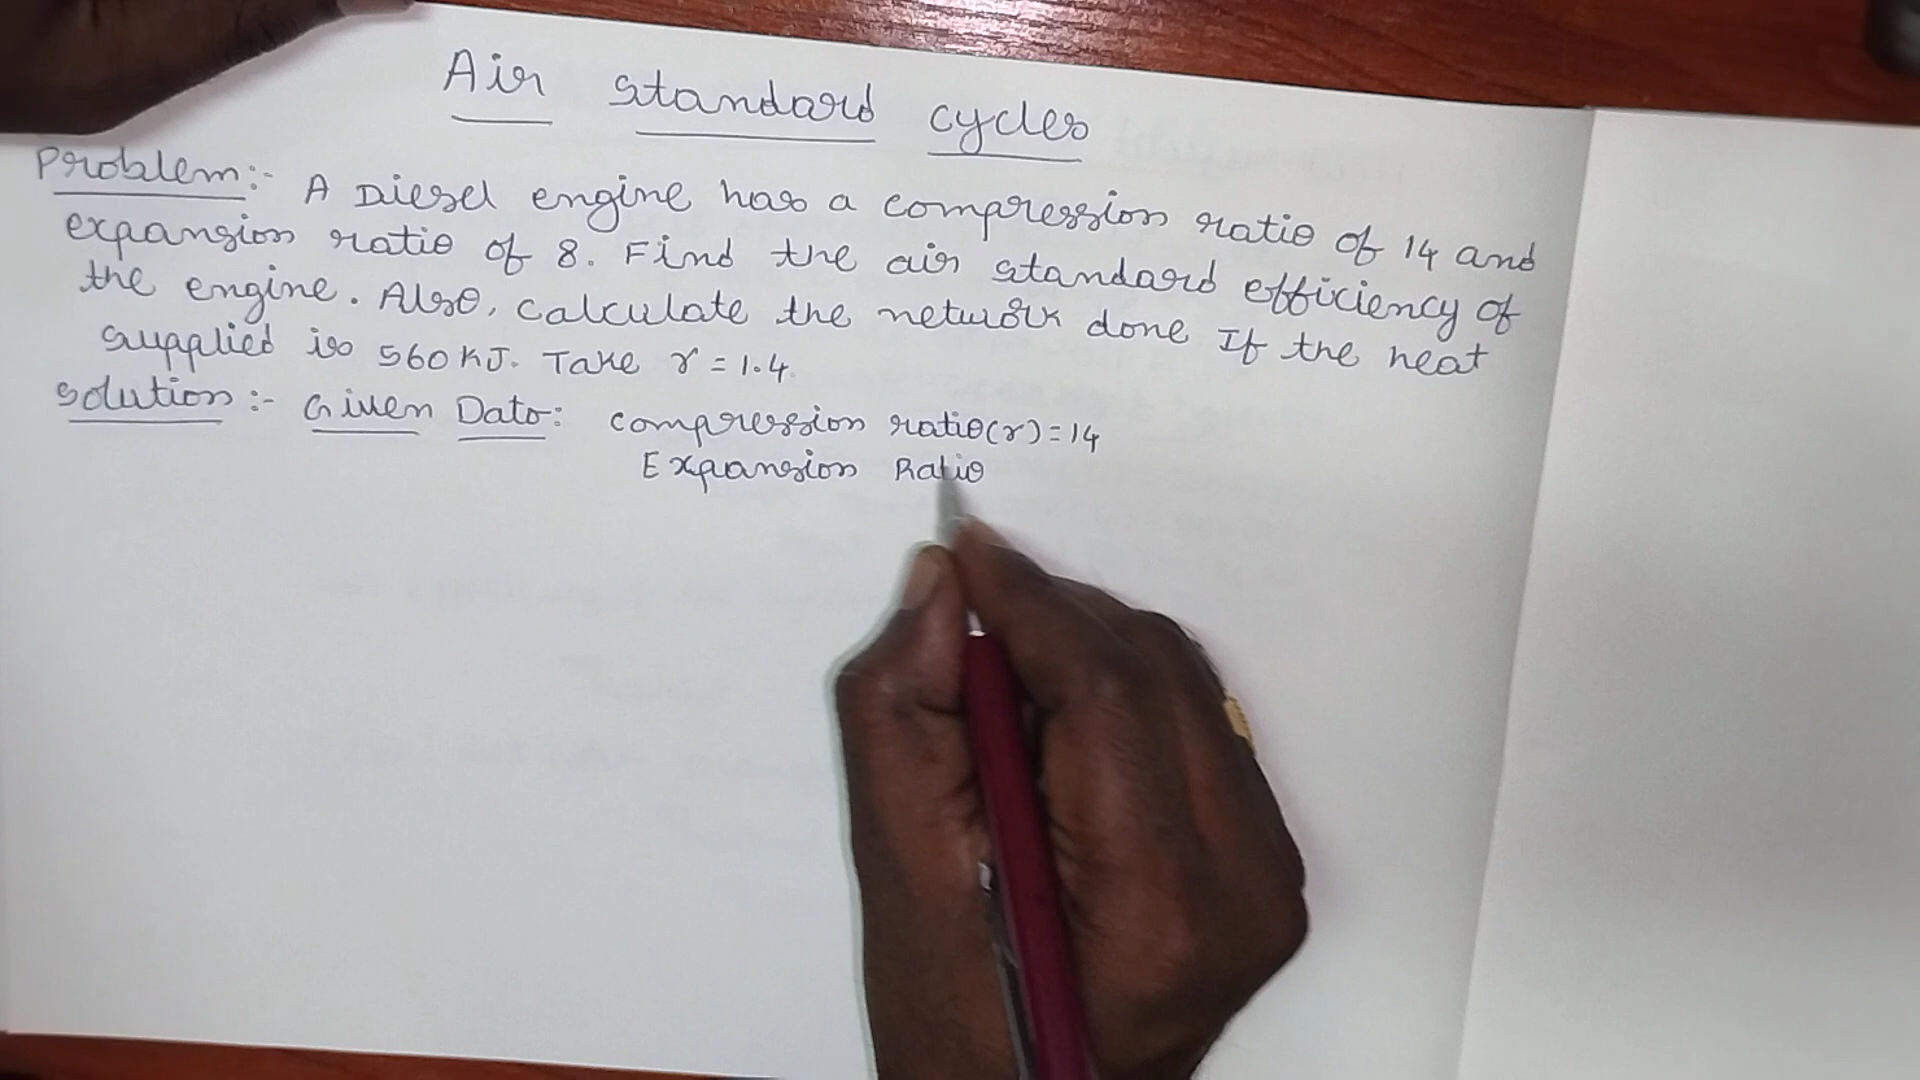 Air standard cycles
Problem:- A Diesel engine has a compression ratio of 14 and
expansion ratio of 8. Find the air standard efficiency of
the engine. Also, calculate the network done If the heat
supplied is 560 KJ. Take γ = 1.4.
Solution:- Given Data: compression ratio(r)=14
Expansion Ratio